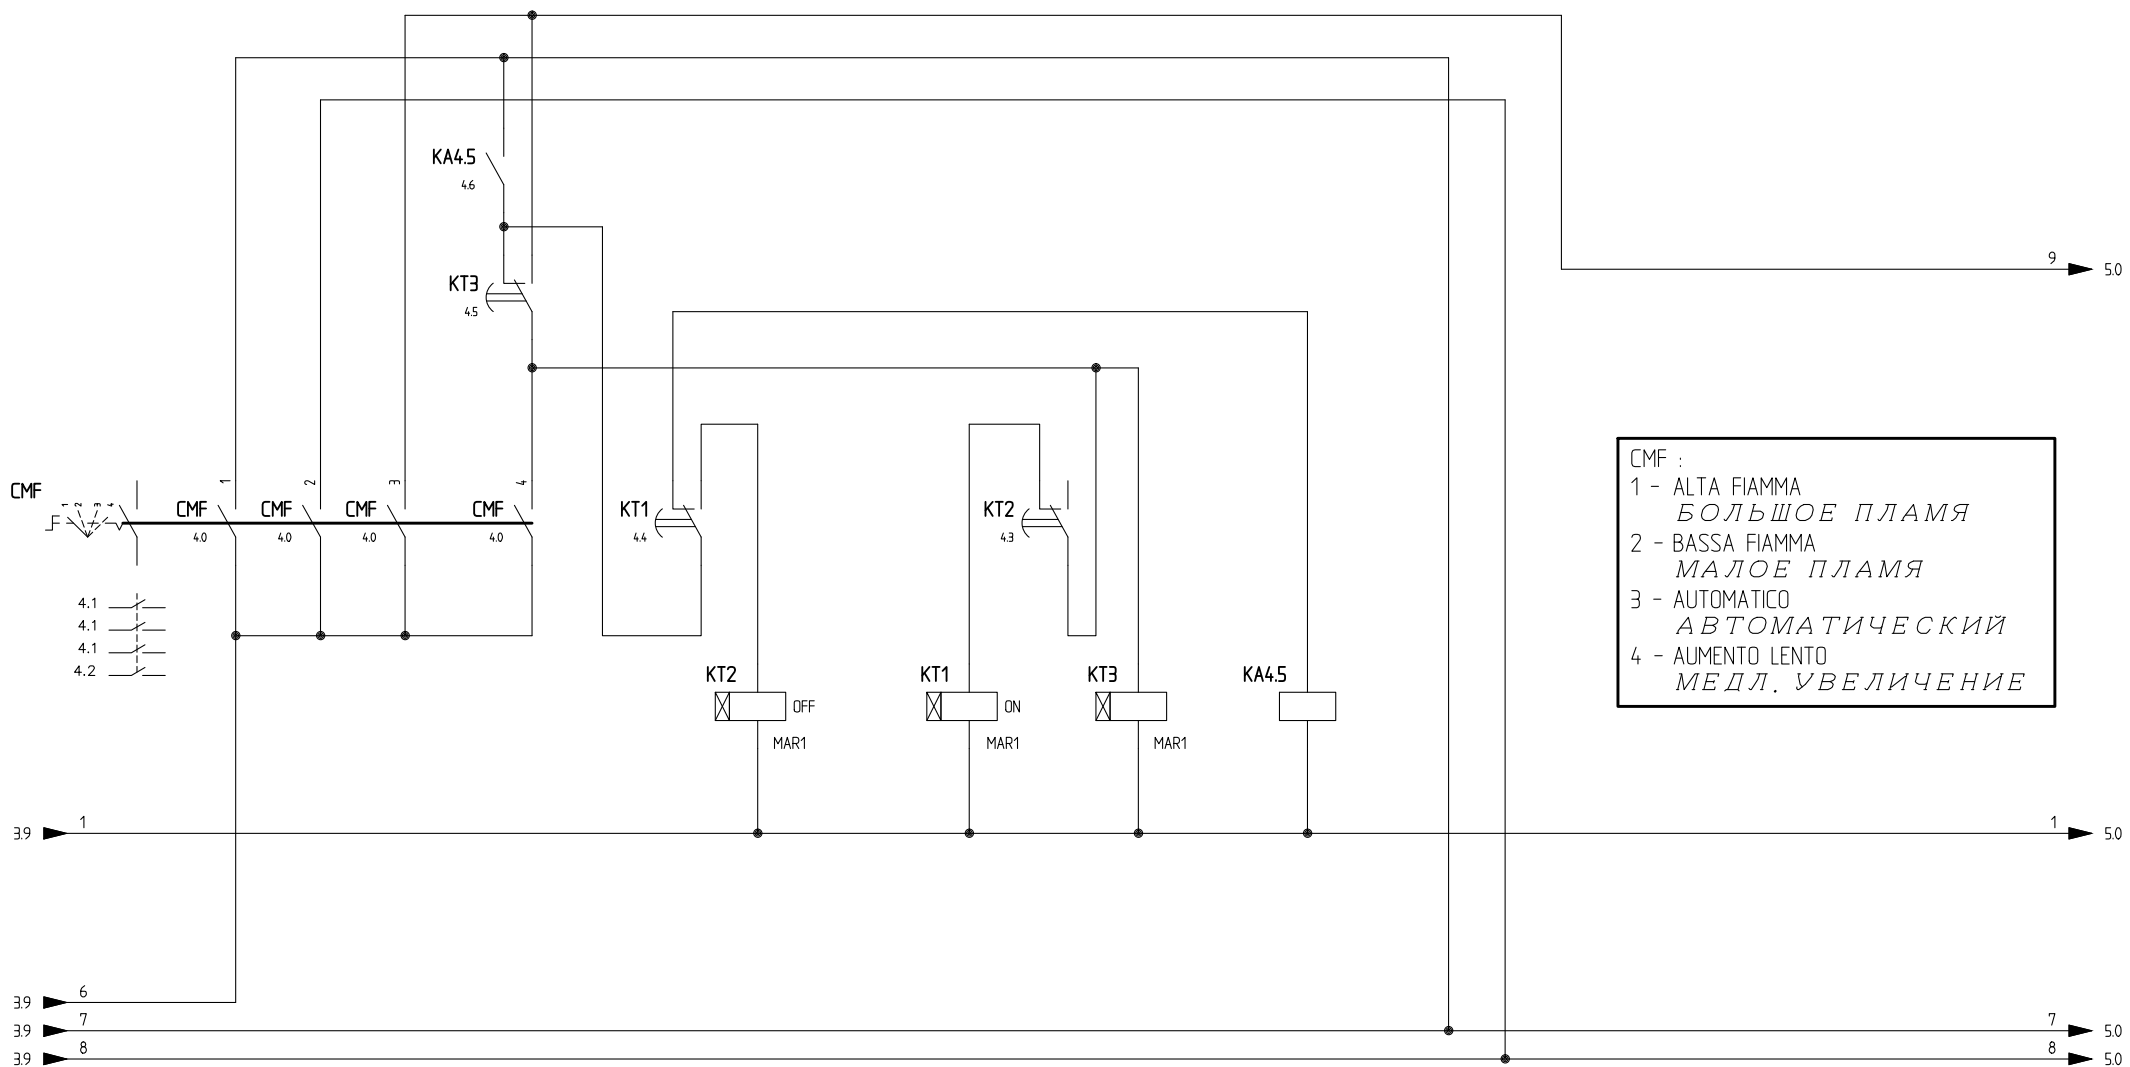 KA4.5
4.6
9
5.0
KT3
4.5
CMF
1
2
3
4
1
2
3
4
CMF
4.0
CMF
4.0
CMF
4.0
CMF
4.0
KT1
4.4
KT2
4.3
CMF :
1 - ALTA FIAMMA
БОЛЬШОЕ ПЛАМЯ
2 - BASSA FIAMMA
МАЛОЕ ПЛАМЯ
3 - AUTOMATICO
АВТОМАТИЧЕСКИЙ
4 - AUMENTO LENTO
МЕДЛ. УВЕЛИЧЕНИЕ
4.1
4.1
4.1
4.2
KT2
OFF
MAR1
KT1
ON
MAR1
KT3
MAR1
KA4.5
3.9
1
1
5.0
3.9
6
3.9
7
7
5.0
3.9
8
8
5.0